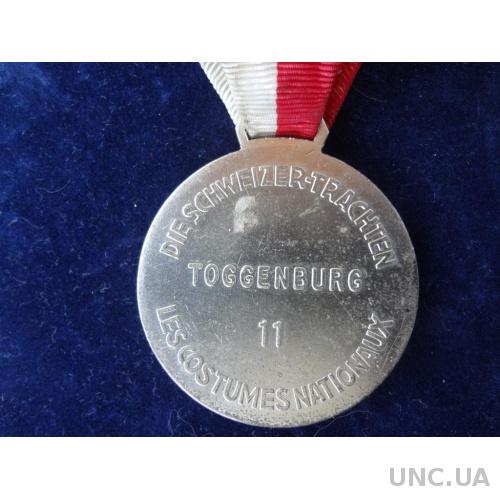 DIE SCHWEIZER-TRACHTEN
TOGGENBURG
11
LES COSTUMES NATIONAUX
UNC.UA